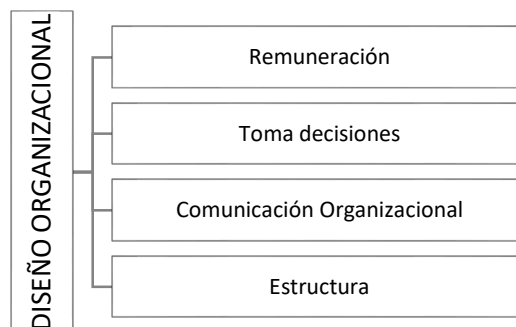 DISEÑO ORGANIZACIONAL
Remuneración
Toma decisiones
Comunicación Organizacional
Estructura